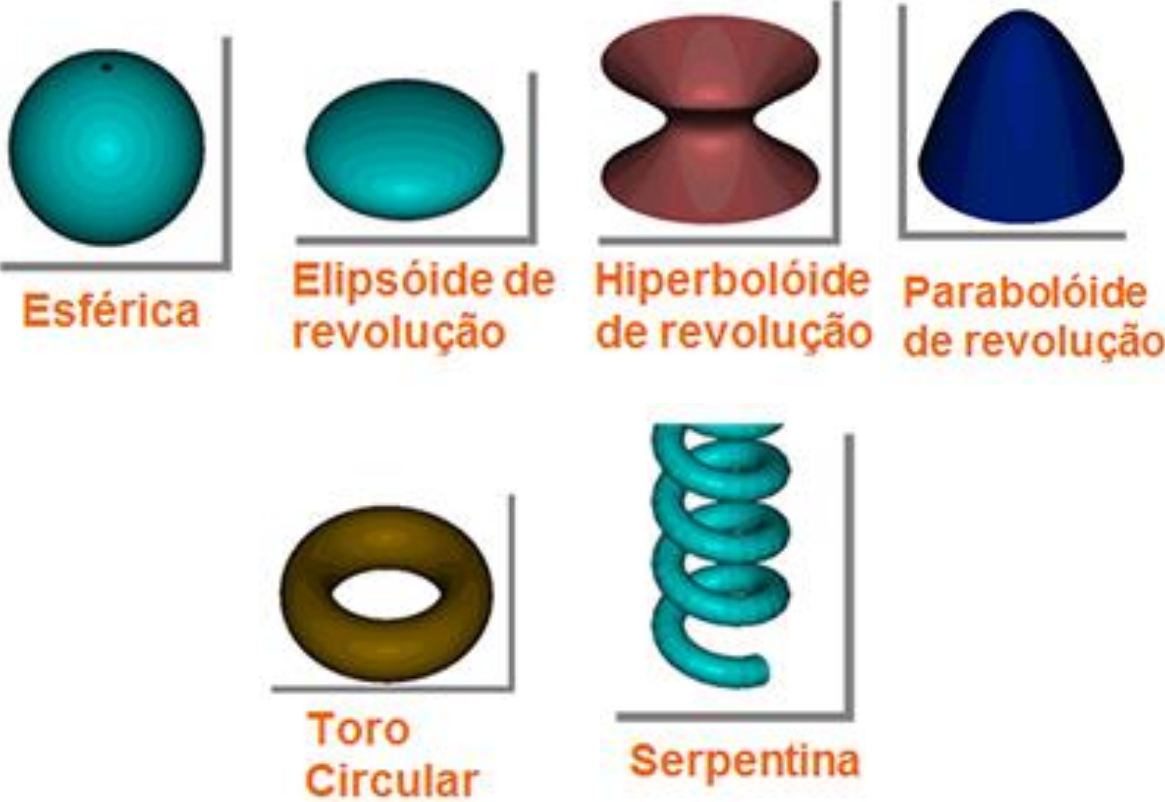 Esférica
Elipsóide de
revolução
Hiperbolóide
de revolução
Parabolóide
de revolução
Toro
Circular
Serpentina